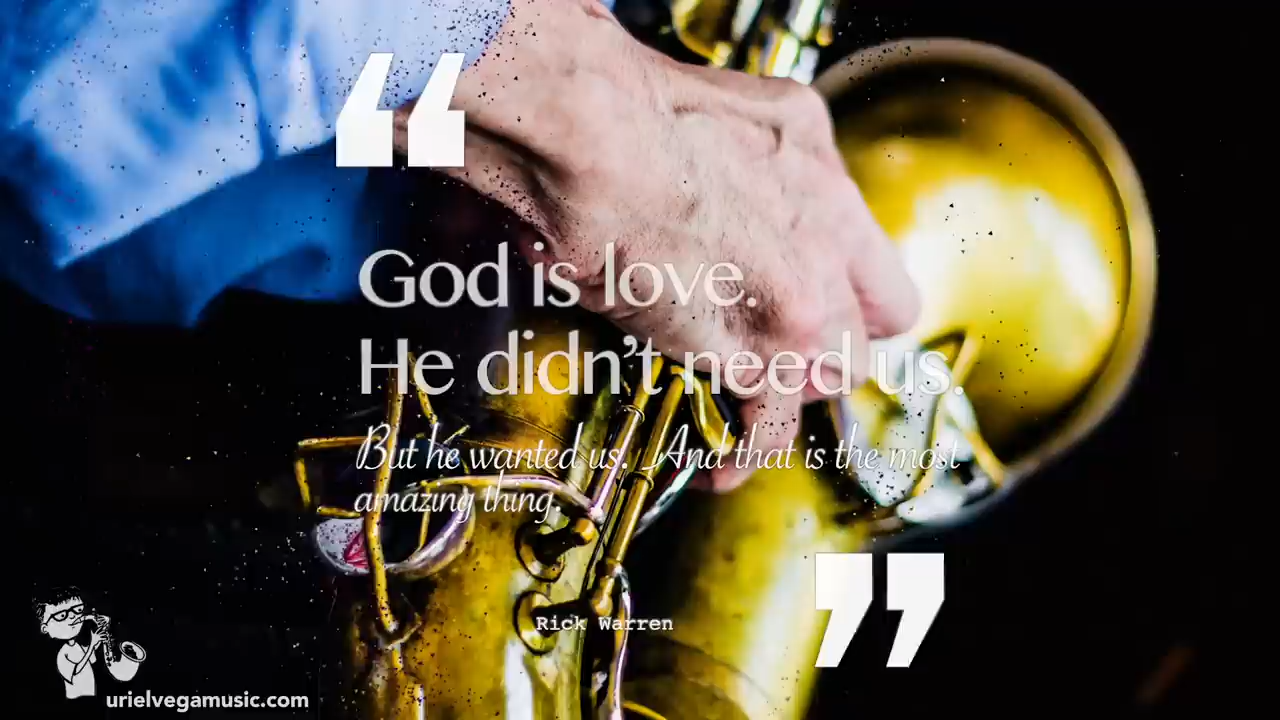 “
God is love.
He didn’t need us.
But he wanted us. And that is the most
amazing thing.
”
Rick Warren
urielvegamusic.com